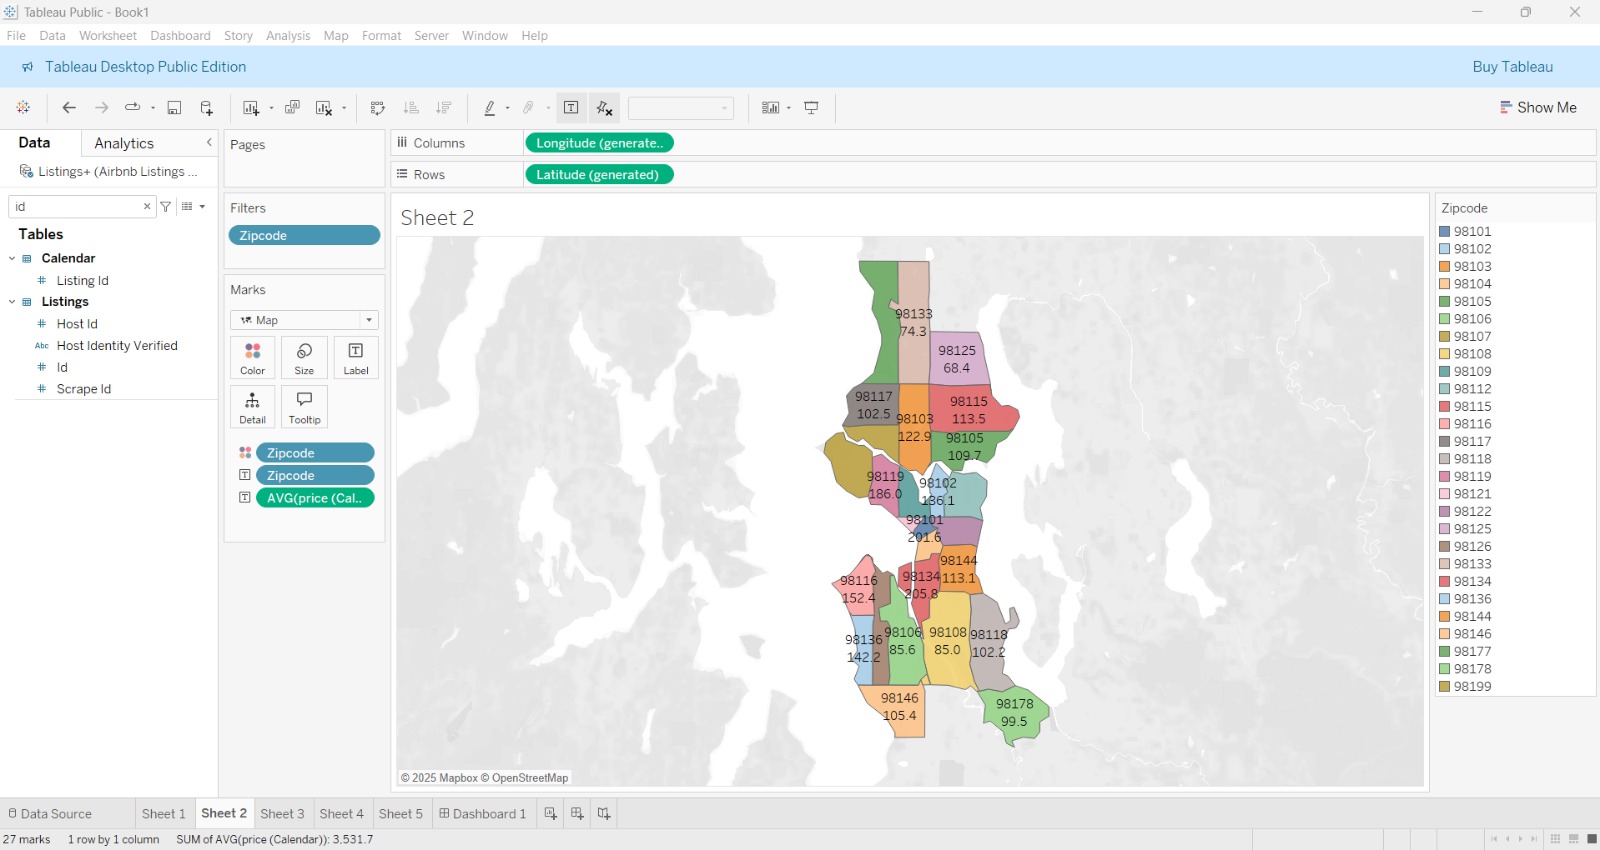 Tableau Public - Book1
File Data Worksheet Dashboard Story Analysis Map Format Server Window Help
Tableau Desktop Public Edition
Buy Tableau
Show Me
Data Analytics
Listings+ (Airbnb Listings ...
id
Tables
Calendar
Listing Id
Listings
Host Id
Abc Host Identity Verified
Id
Scrape Id
Pages
Filters
Zipcode
Marks
Map
Color Size Label
Detail Tooltip
Zipcode
Zipcode
AVG(price (Cal..
Columns Longitude (generate..
Rows Latitude (generated)
Sheet 2
98133
74.3
98125
68.4
98117
102.5
98103
122.9
98115
113.5
98105
109.7
98119
186.0
98102
136.1
98101
201.6
98144
113.1
98134
205.8
98116
152.4
98136
142.2
98106
85.6
98108
85.0
98118
102.2
98146
105.4
98178
99.5
© 2025 Mapbox © OpenStreetMap
Zipcode
98101
98102
98103
98104
98105
98106
98107
98108
98109
98112
98115
98116
98117
98118
98119
98121
98122
98125
98126
98133
98134
98136
98144
98146
98177
98178
98199
Data Source Sheet 1 Sheet 2 Sheet 3 Sheet 4 Sheet 5 Dashboard 1
27 marks 1 row by 1 column SUM of AVG(price (Calendar)): 3,531.7